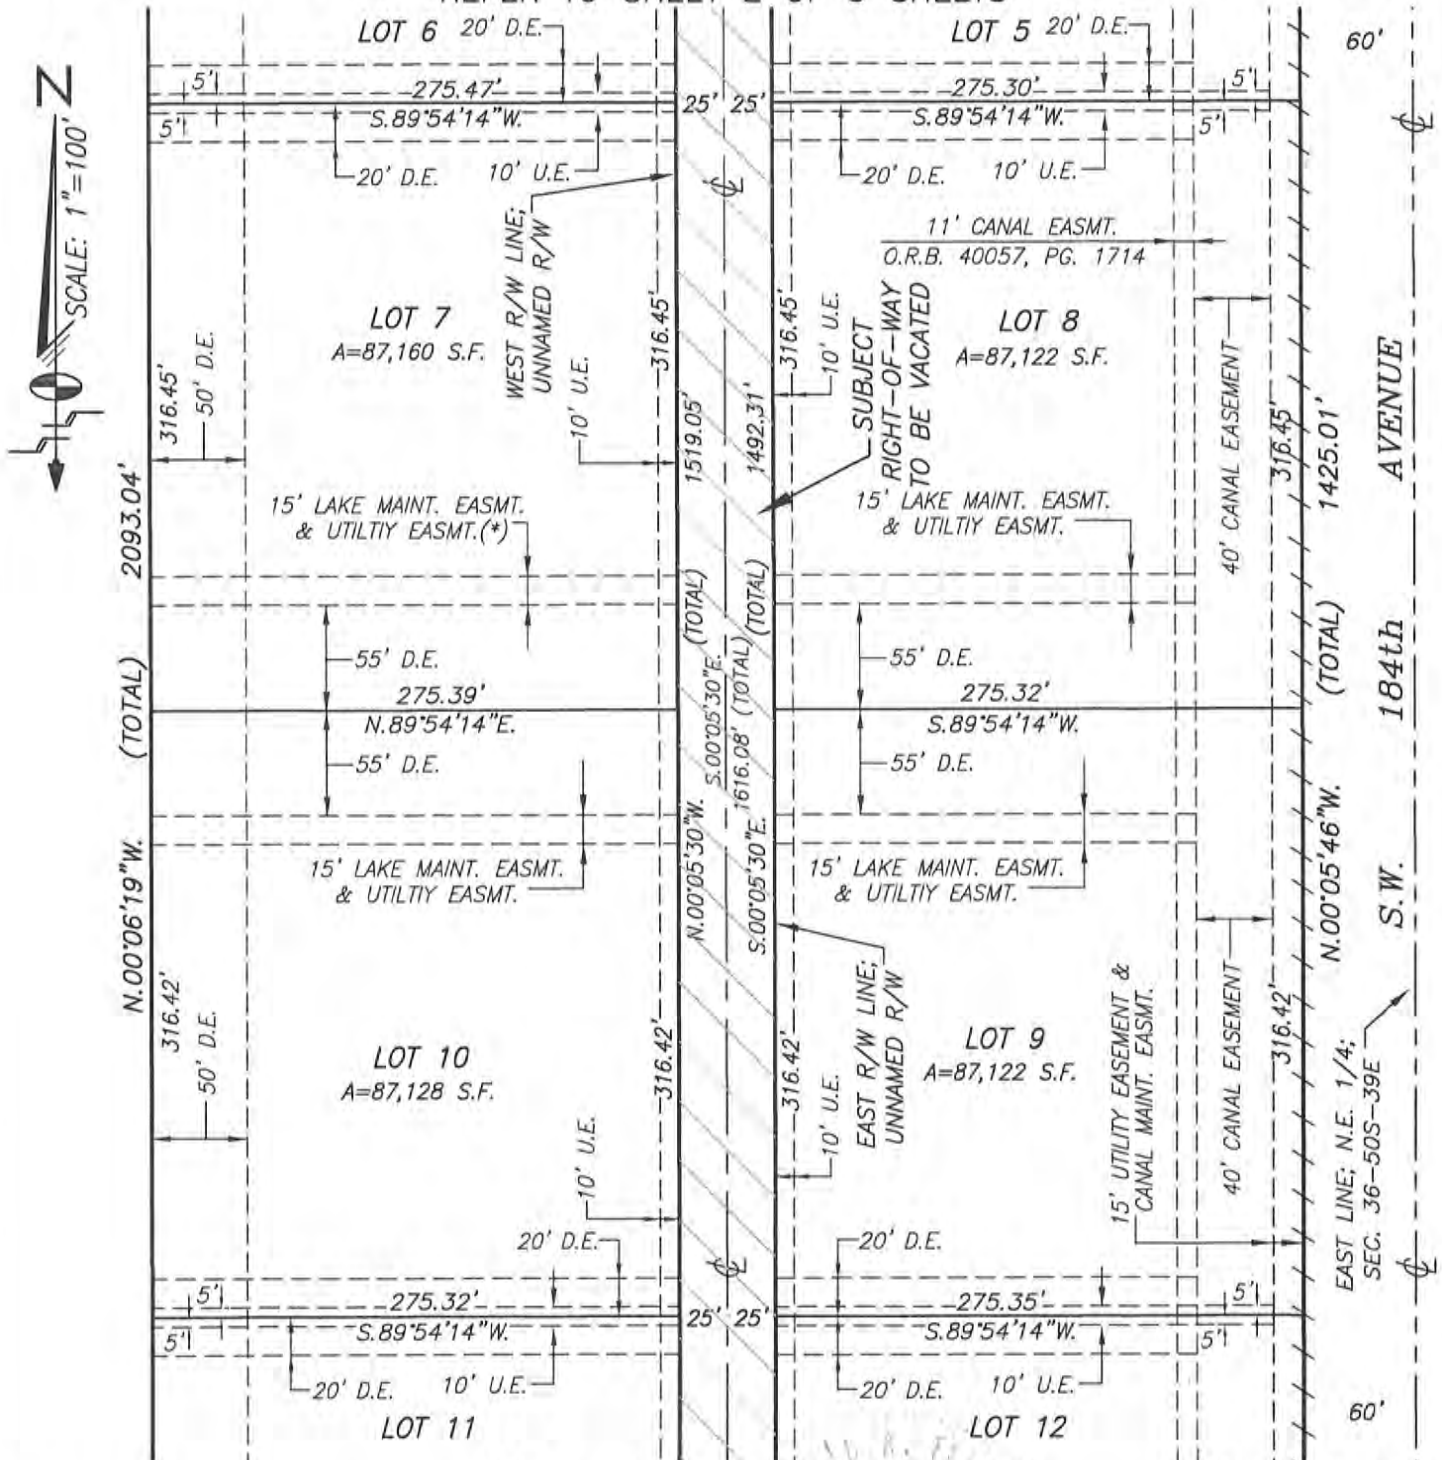 LOT 6 20' D.E.
LOT 5 20' D.E.
60'
5'
275.47'
25' 25'
275.30'
5'
5'
S.89°54'14"W.
S.89°54'14"W.
5'
20' D.E. 10' U.E.
20' D.E. 10' U.E.
Z
SCALE: 1"=100'
WEST R/W LINE;
UNNAMED R/W
11' CANAL EASMT.
O.R.B. 40057, PG. 1714
LOT 7
A=87,160 S.F.
LOT 8
A=87,122 S.F.
316.45'
50' D.E.
10' U.E.
316.45'
316.45'
10' U.E.
SUBJECT
RIGHT-OF-WAY
TO BE VACATED
40' CANAL EASEMENT
316.45'
N.00°06'19"W. (TOTAL) 2093.04'
N.00°05'30"W. (TOTAL) 1519.05'
S.00°05'30"E. 1616.08' (TOTAL)
S.00°05'30"E. (TOTAL) 1492.31'
N.00°05'46"W. (TOTAL) 1425.01'
S.W. 184th AVENUE
15' LAKE MAINT. EASMT.
& UTILTIY EASMT.(*)
15' LAKE MAINT. EASMT.
& UTILTIY EASMT.
55' D.E.
55' D.E.
275.39'
275.32'
N.89°54'14"E.
S.89°54'14"W.
55' D.E.
55' D.E.
15' LAKE MAINT. EASMT.
& UTILTIY EASMT.
15' LAKE MAINT. EASMT.
& UTILTIY EASMT.
316.42'
50' D.E.
LOT 10
A=87,128 S.F.
10' U.E.
316.42'
316.42'
10' U.E.
EAST R/W LINE;
UNNAMED R/W
LOT 9
A=87,122 S.F.
15' UTILITY EASEMENT &
CANAL MAINT. EASMT.
40' CANAL EASEMENT
316.42'
EAST LINE; N.E. 1/4;
SEC. 36-50S-39E
20' D.E.
20' D.E.
5'
275.32'
25' 25'
275.35'
5'
5'
S.89°54'14"W.
S.89°54'14"W.
5'
20' D.E. 10' U.E.
20' D.E. 10' U.E.
LOT 11
LOT 12
60'